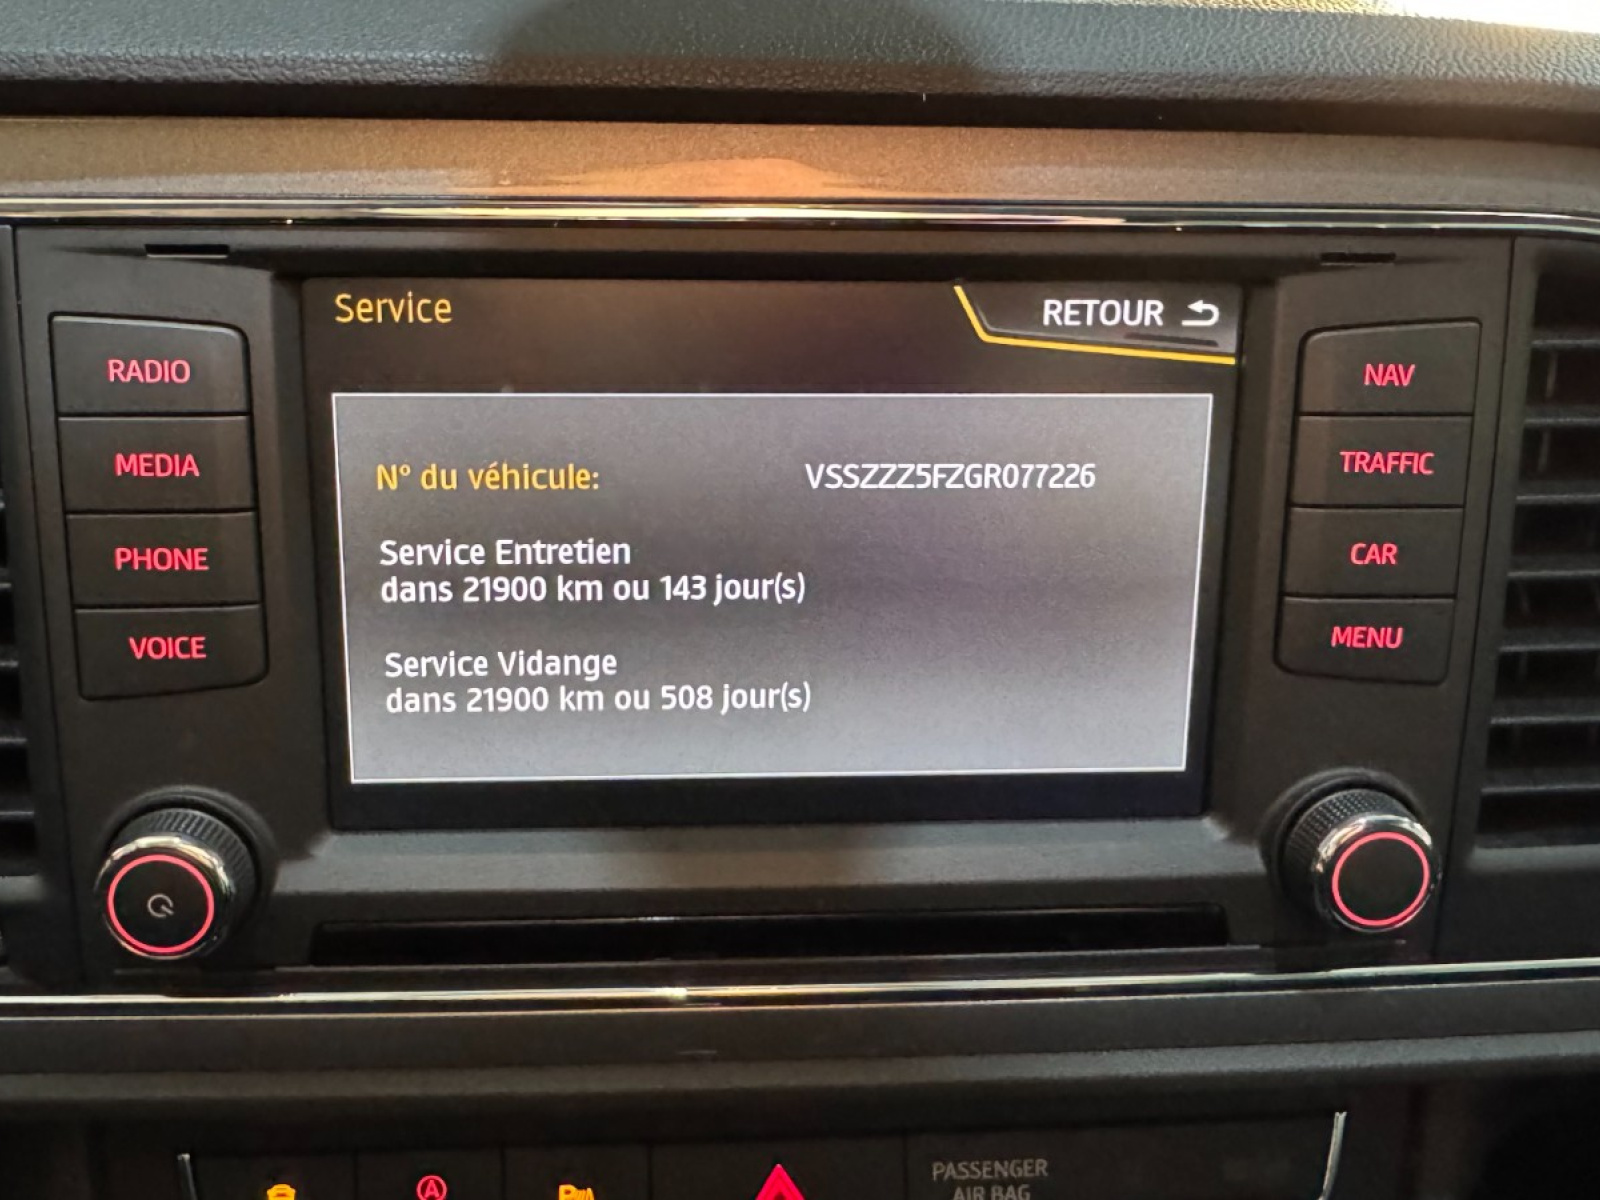 Service
RETOUR
RADIO
MEDIA
PHONE
VOICE
N° du véhicule: VSSZZZ5FZGR077226
Service Entretien
dans 21900 km ou 143 jour(s)
Service Vidange
dans 21900 km ou 508 jour(s)
NAV
TRAFFIC
CAR
MENU
A
PASSENGER
AIR BAG